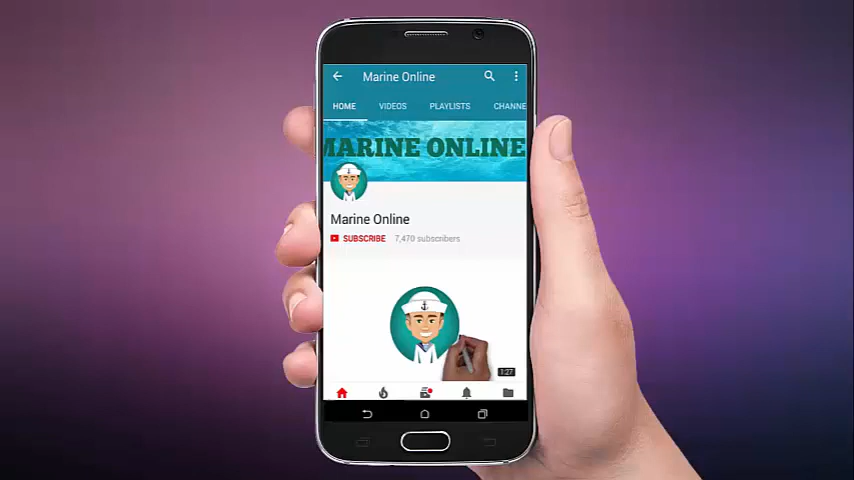 Marine Online
HOME VIDEOS PLAYLISTS CHANNE
MARINE ONLINE
Marine Online
SUBSCRIBE 7,470 subscribers
1:27